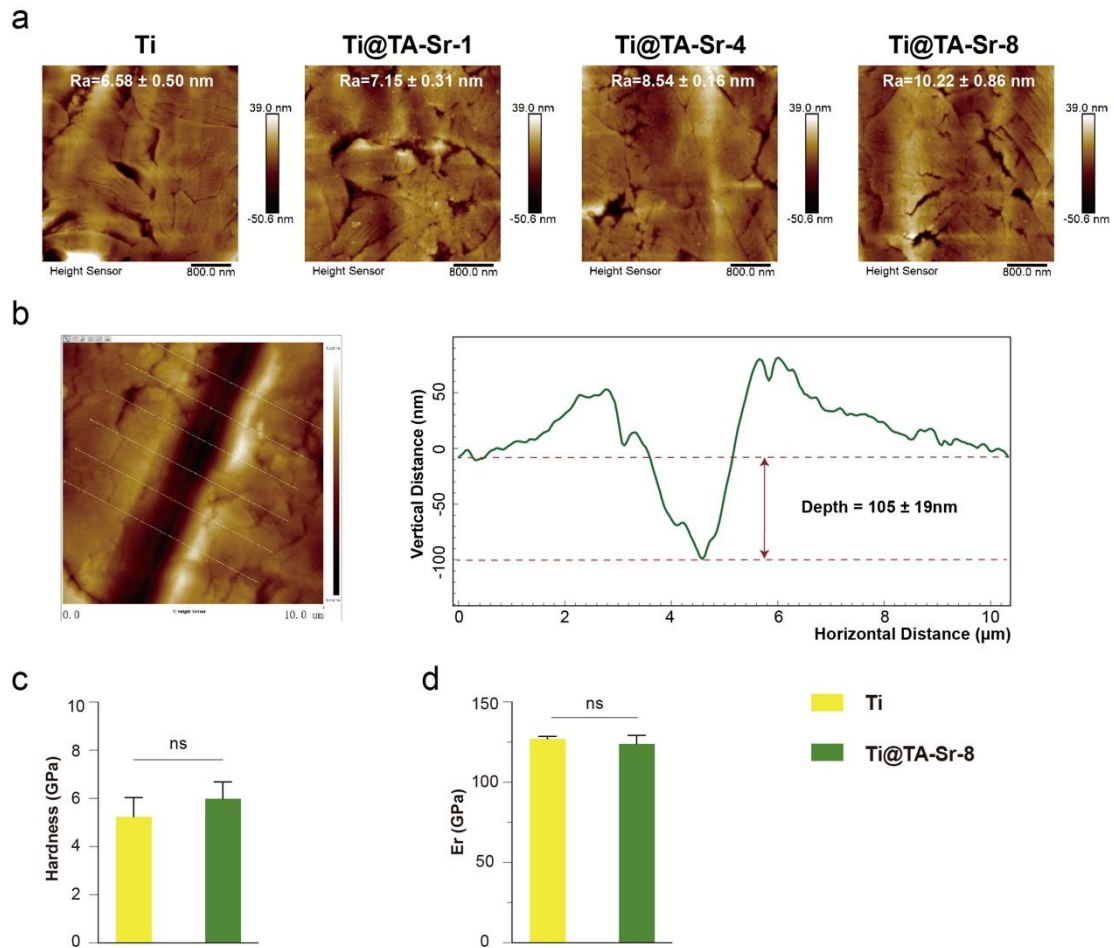 a
Ti
Ti@TA-Sr-1
Ti@TA-Sr-4
Ti@TA-Sr-8
Ra=6.58 ± 0.50 nm
Ra=7.15 ± 0.31 nm
Ra=8.54 ± 0.16 nm
Ra=10.22 ± 0.86 nm
39.0 nm
39.0 nm
39.0 nm
39.0 nm
-50.6 nm
-50.6 nm
-50.6 nm
-50.6 nm
Height Sensor
800.0 nm
Height Sensor
800.0 nm
Height Sensor
800.0 nm
Height Sensor
800.0 nm
b
0.0
Height Sensor
10.0 um
Vertical Distance (nm)
50
0
-50
-100
Depth = 105 ± 19nm
0
2
4
6
8
10
Horizontal Distance (µm)
c
Hardness (GPa)
10
8
6
4
2
0
ns
d
Er (GPa)
150
100
50
0
ns
Ti
Ti@TA-Sr-8